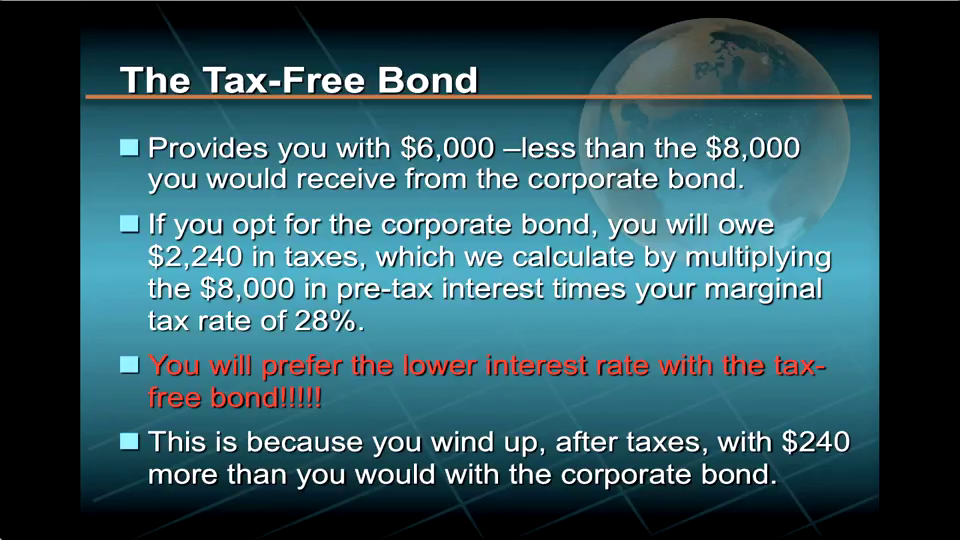 The Tax-Free Bond
Provides you with $6,000 –less than the $8,000
you would receive from the corporate bond.
If you opt for the corporate bond, you will owe
$2,240 in taxes, which we calculate by multiplying
the $8,000 in pre-tax interest times your marginal
tax rate of 28%.
You will prefer the lower interest rate with the tax-
free bond!!!!!
This is because you wind up, after taxes, with $240
more than you would with the corporate bond.